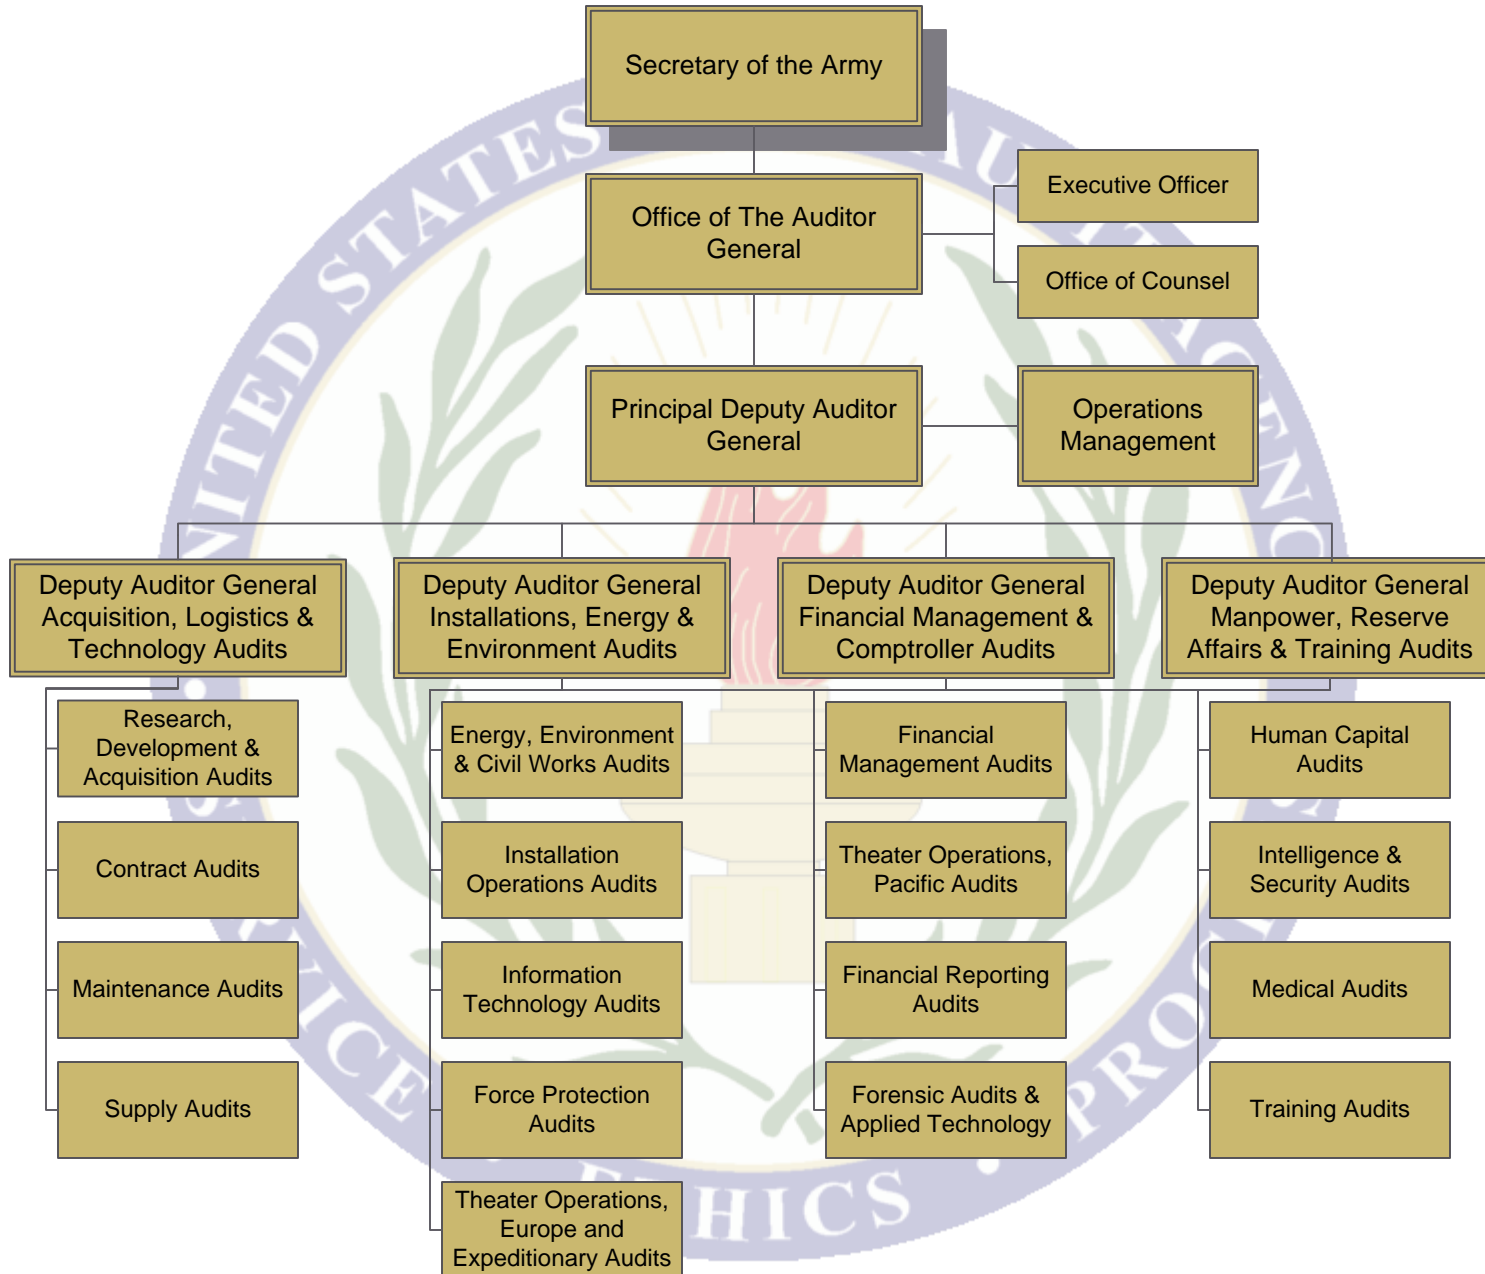 Secretary of the Army
Office of The Auditor
General
Executive Officer
Office of Counsel
Principal Deputy Auditor
General
Operations
Management
Deputy Auditor General
Acquisition, Logistics &
Technology Audits
Deputy Auditor General
Installations, Energy &
Environment Audits
Deputy Auditor General
Financial Management &
Comptroller Audits
Deputy Auditor General
Manpower, Reserve
Affairs & Training Audits
Research,
Development &
Acquisition Audits
Contract Audits
Maintenance Audits
Supply Audits
Energy, Environment
& Civil Works Audits
Installation
Operations Audits
Information
Technology Audits
Force Protection
Audits
Theater Operations,
Europe and
Expeditionary Audits
Financial
Management Audits
Theater Operations,
Pacific Audits
Financial Reporting
Audits
Forensic Audits &
Applied Technology
Human Capital
Audits
Intelligence &
Security Audits
Medical Audits
Training Audits
UNITED STATES
AUDIT AGENCY
ETHICS